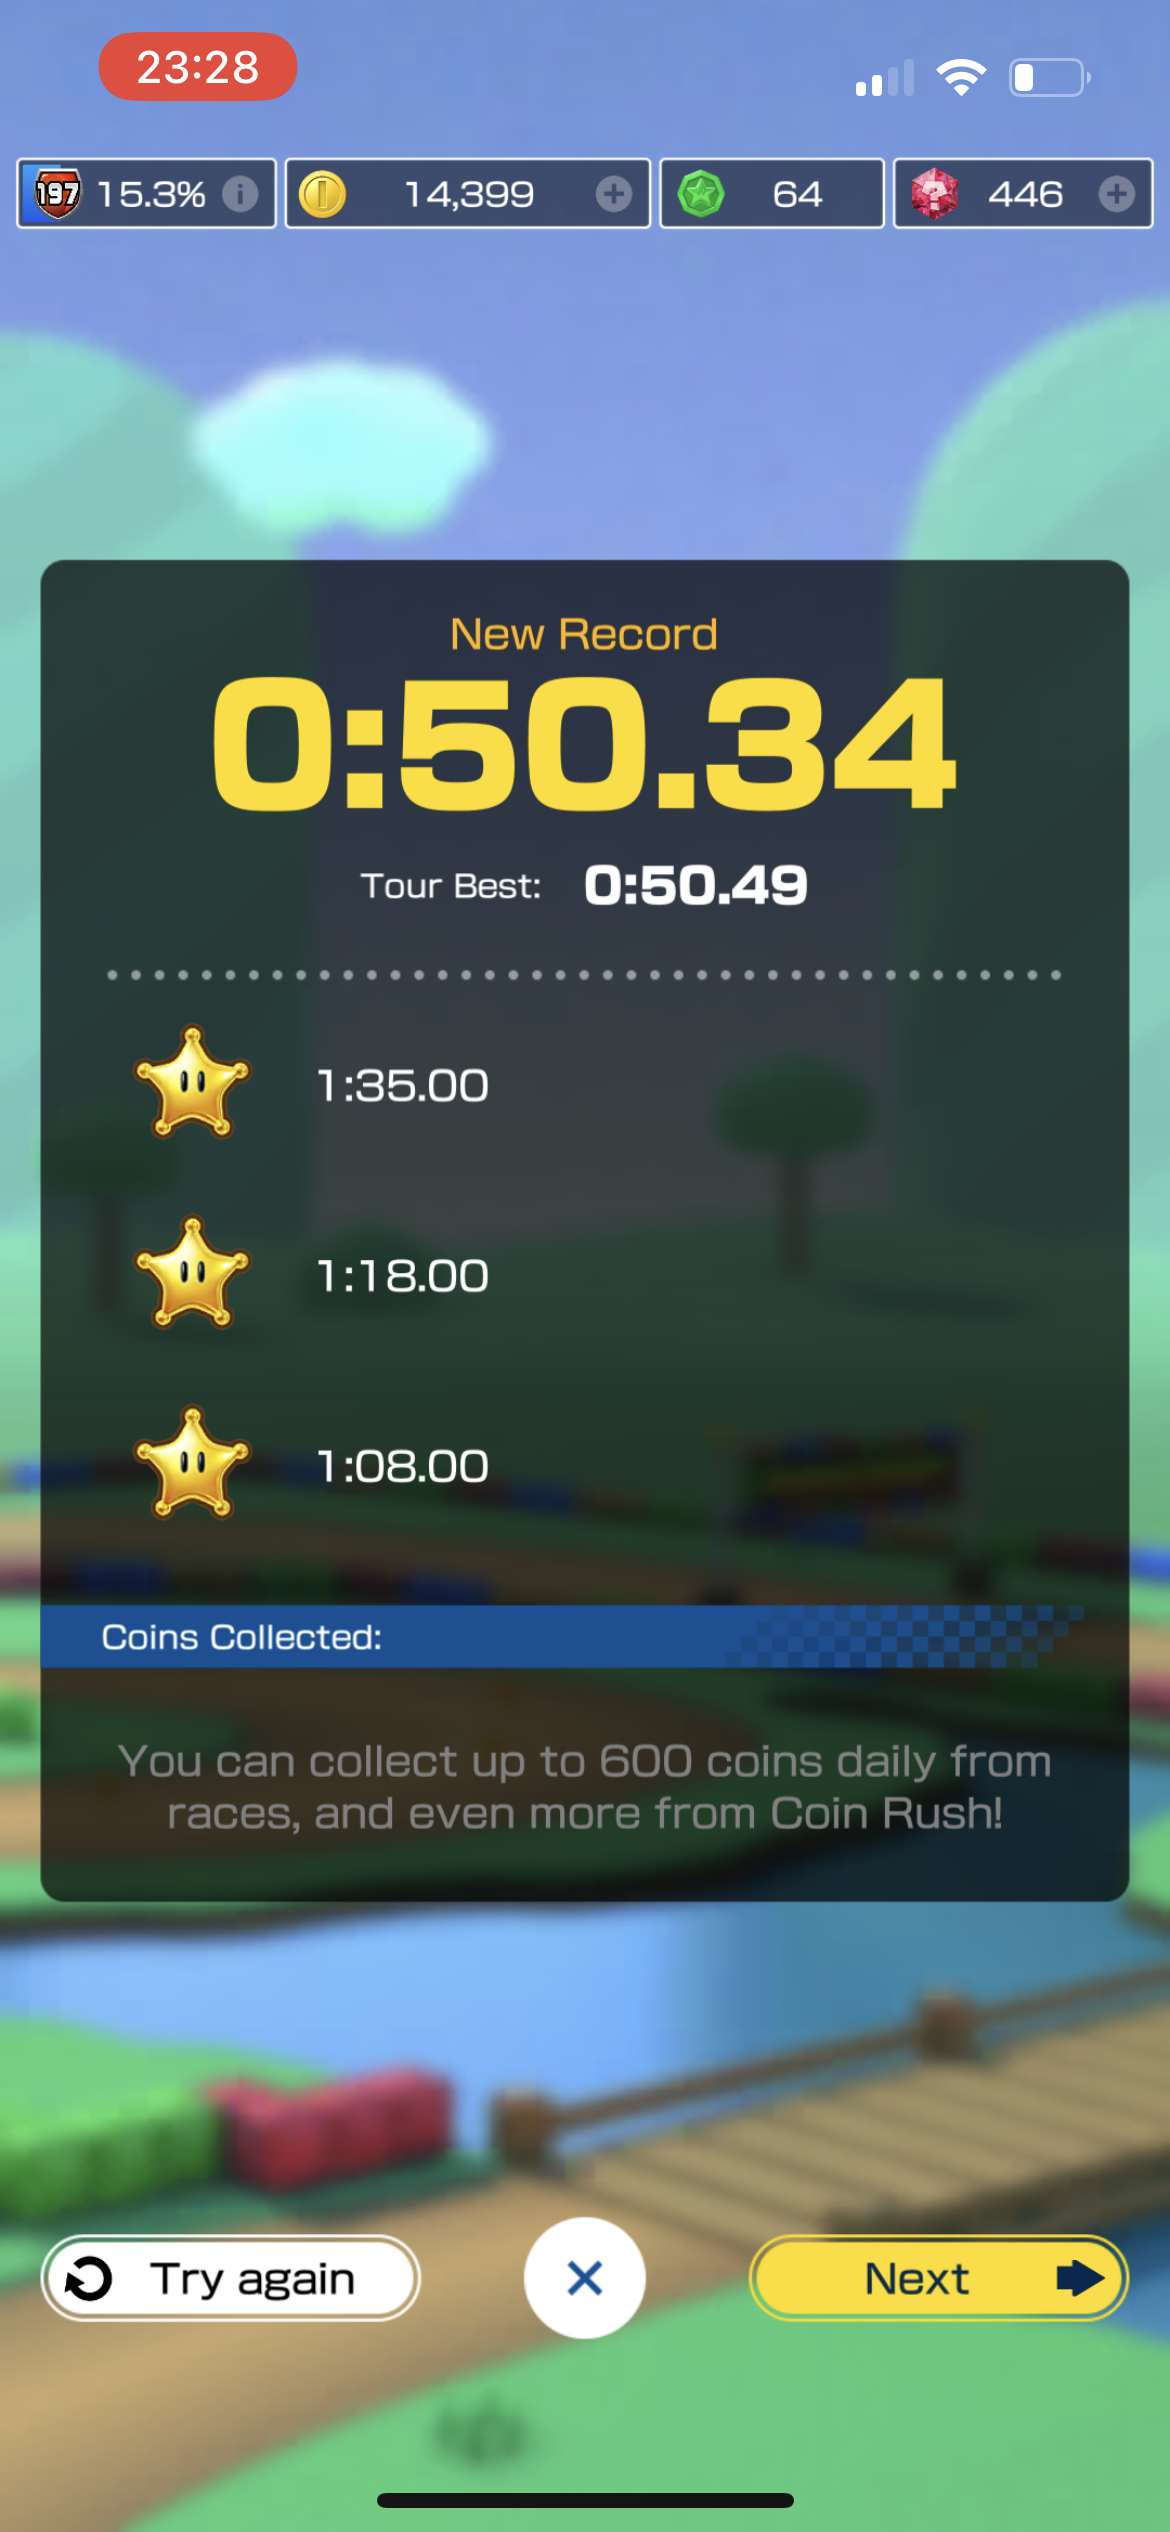 23:28
197 15.3% i 14,399 64 446
New Record
0:50.34
Tour Best: 0:50.49
1:35.00
1:18.00
1:08.00
Coins Collected:
You can collect up to 600 coins daily from
races, and even more from Coin Rush!
Try again
Next